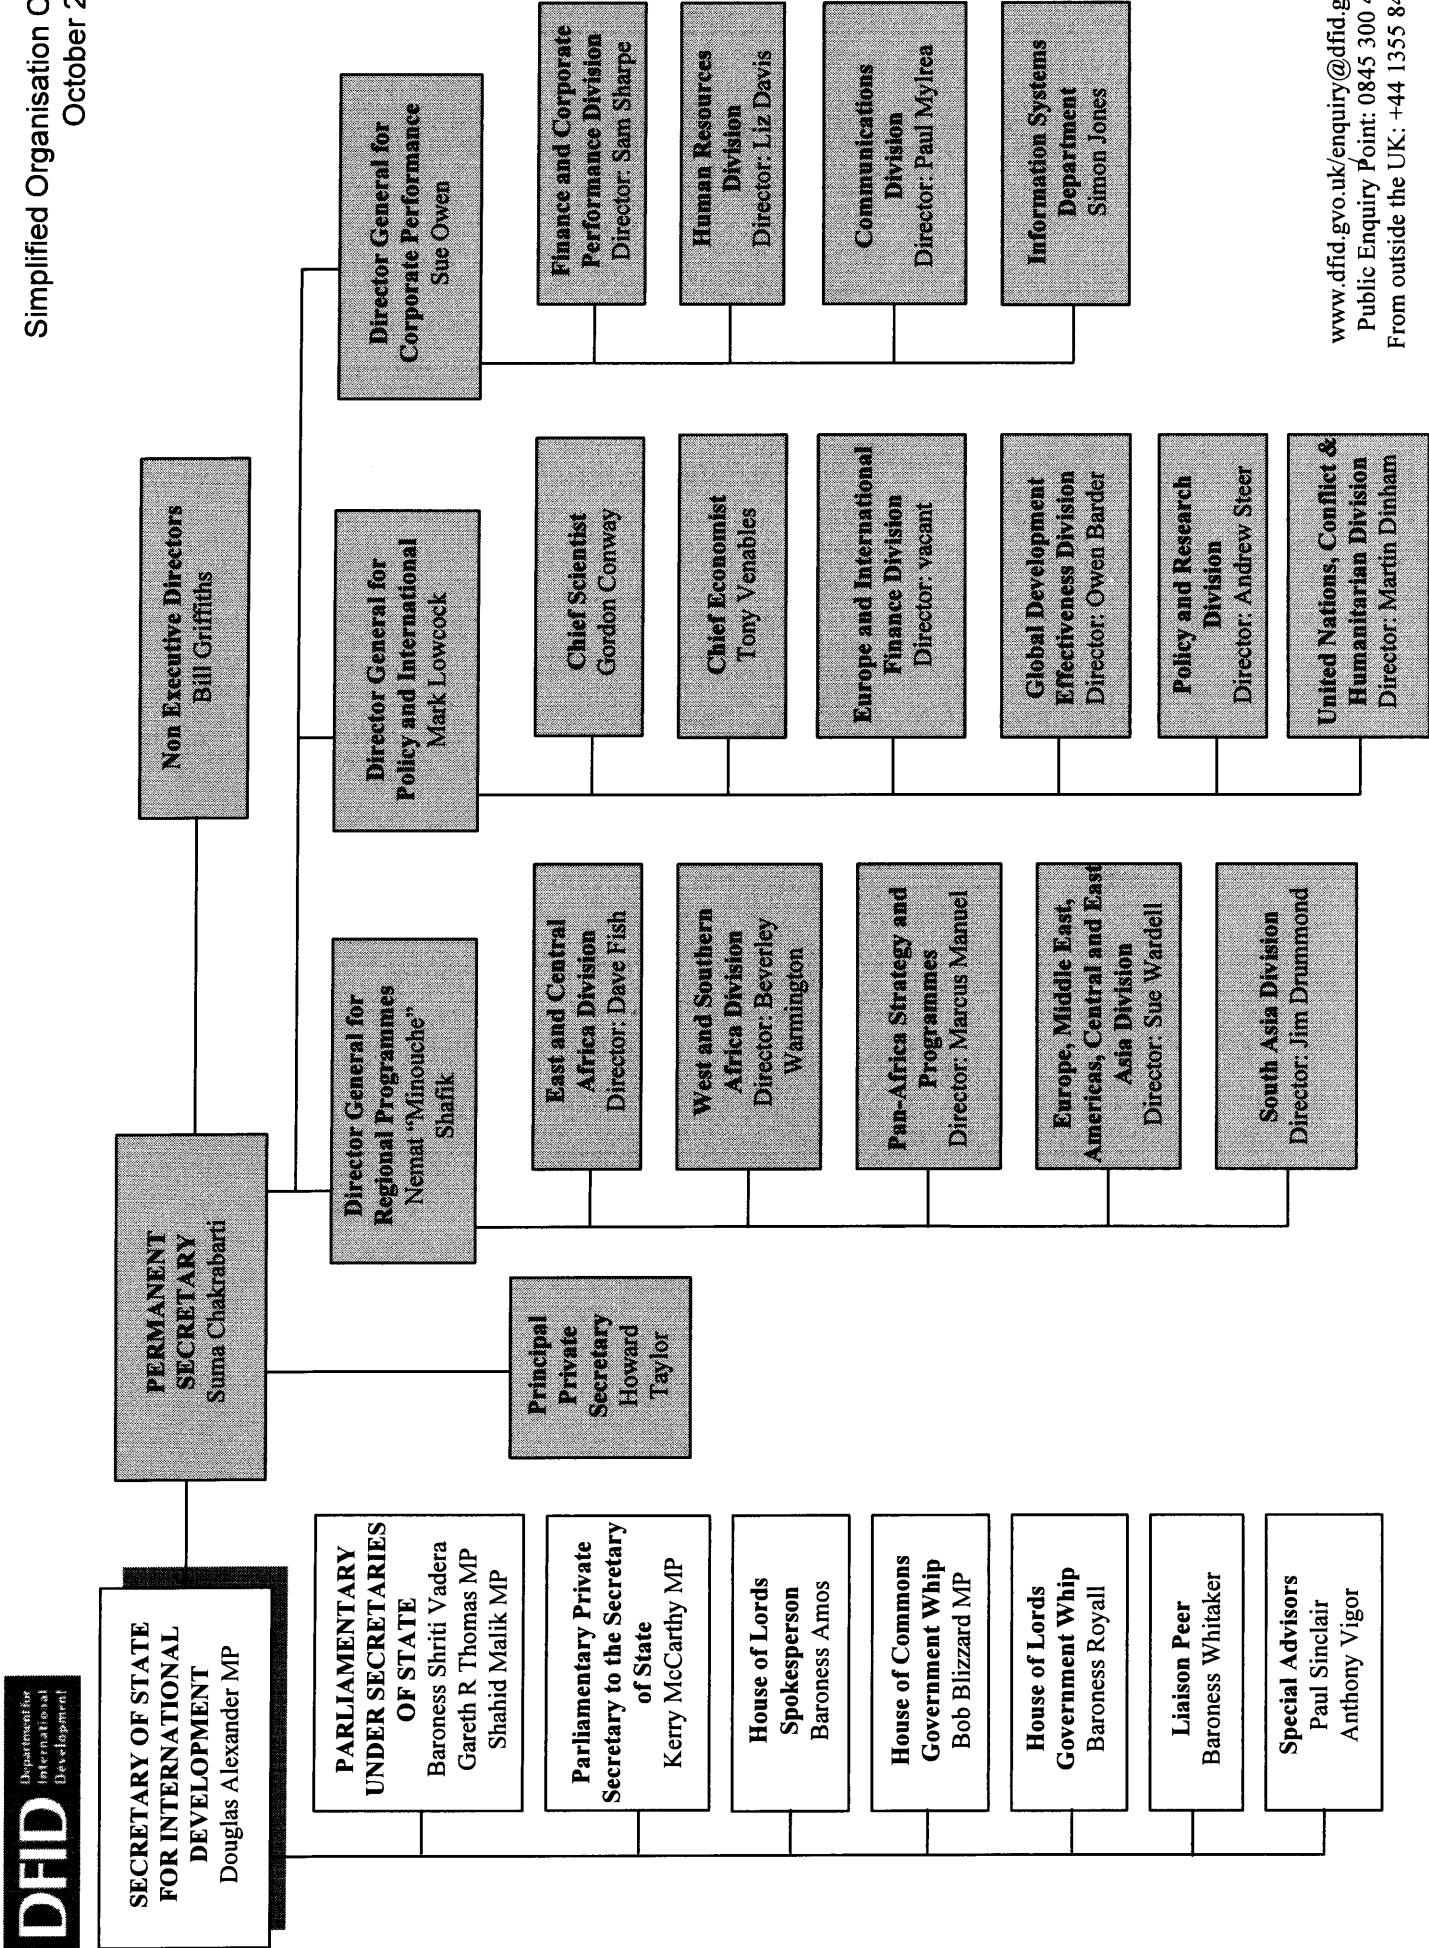 DFID
Department for
International
Development
Simplified Organisation
October
SECRETARY OF STATE
FOR INTERNATIONAL
DEVELOPMENT
Douglas Alexander MP
PERMANENT
SECRETARY
Suma Chakrabarti
Non Executive Directors
Bill Griffiths
PARLIAMENTARY
UNDER SECRETARIES
OF STATE
Baroness Shriti Vadera
Gareth R Thomas MP
Shahid Malik MP
Parliamentary Private
Secretary to the Secretary
of State
Kerry McCarthy MP
House of Lords
Spokesperson
Baroness Amos
House of Commons
Government Whip
Bob Blizzard MP
House of Lords
Government Whip
Baroness Royall
Liaison Peer
Baroness Whitaker
Special Advisors
Paul Sinclair
Anthony Vigor
Principal
Private
Secretary
Howard
Taylor
Director General for
Regional Programmes
Nemat “Minouche”
Shafik
East and Central
Africa Division
Director: Dave Fish
West and Southern
Africa Division
Director: Beverley
Warmington
Pan-Africa Strategy and
Programmes
Director: Marcus Manuel
Europe, Middle East,
Americas, Central and East
Asia Division
Director: Sue Wardell
South Asia Division
Director: Jim Drummond
Director General for
Policy and International
Mark Lowcock
Chief Scientist
Gordon Conway
Chief Economist
Tony Venables
Europe and International
Finance Division
Director: vacant
Global Development
Effectiveness Division
Director: Owen Barder
Policy and Research
Division
Director: Andrew Steer
United Nations, Conflict &
Humanitarian Division
Director: Martin Dinham
Director General for
Corporate Performance
Sue Owen
Finance and Corporate
Performance Division
Director: Sam Sharpe
Human Resources
Division
Director: Liz Davis
Communications
Division
Director: Paul Mylrea
Information Systems
Department
Simon Jones
www.dfid.gvo.uk/enquiry@dfid.g
Public Enquiry Point: 0845 300 4
From outside the UK: +44 1355 84